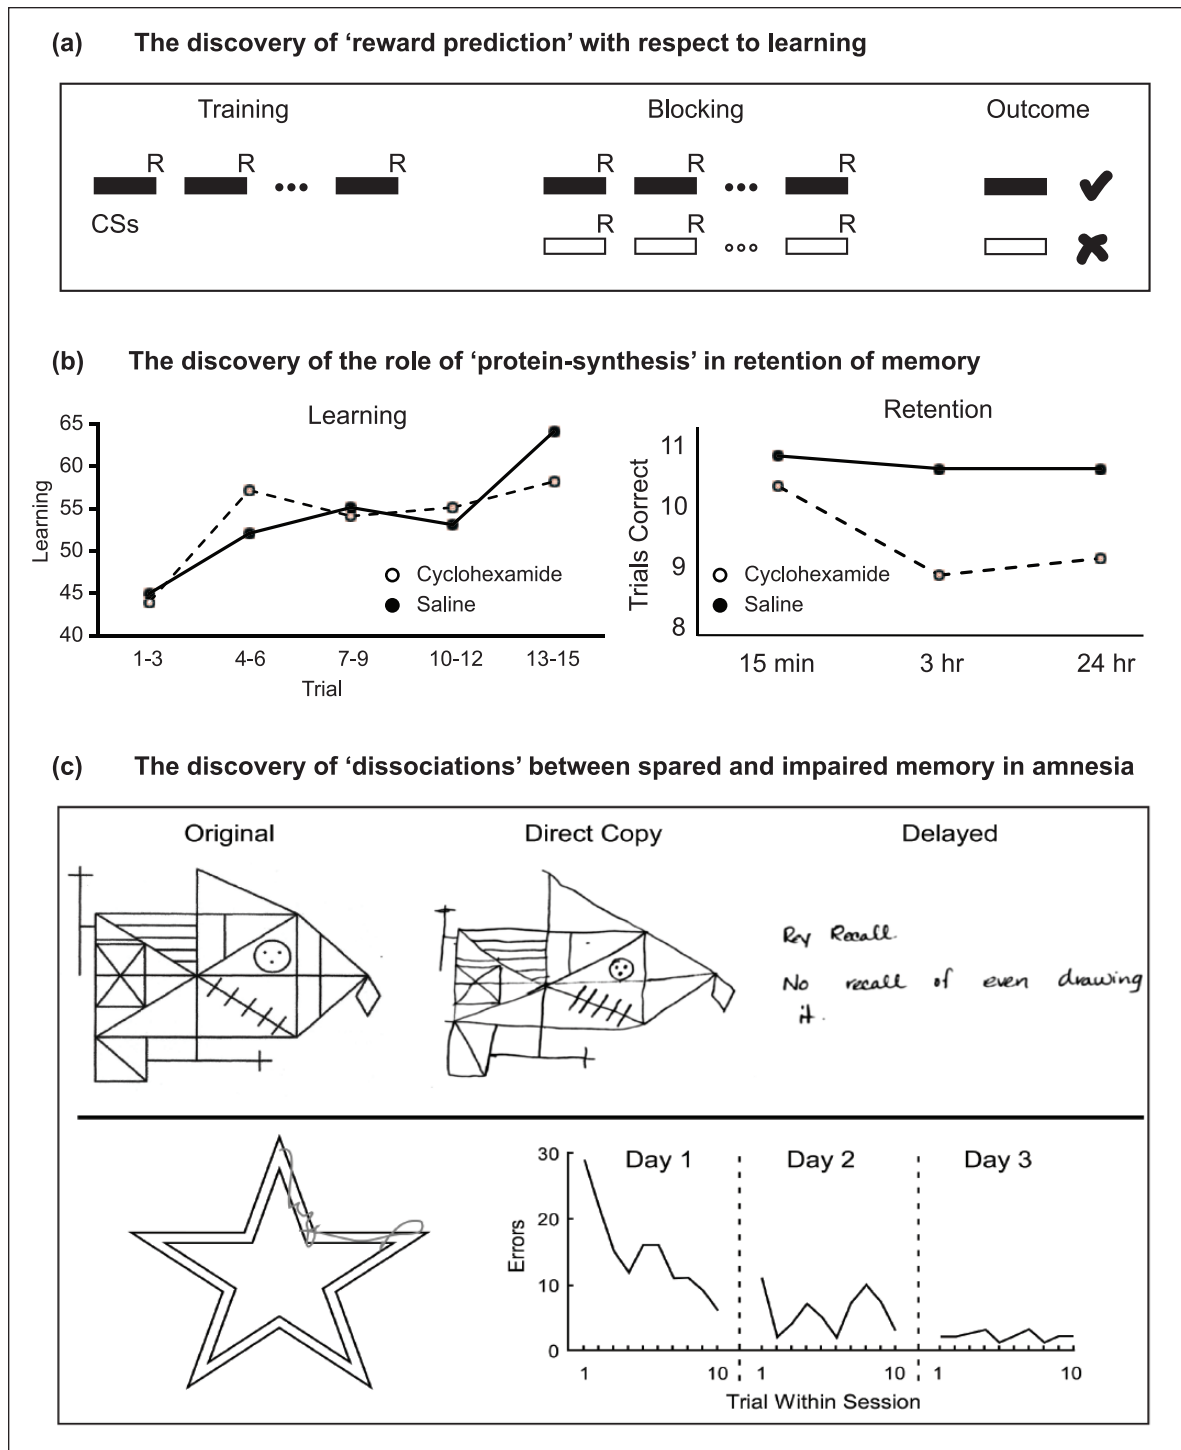 (a) The discovery of ‘reward prediction’ with respect to learning
Training Blocking Outcome
R R R R R R
CSs R R R
(b) The discovery of the role of ‘protein-synthesis’ in retention of memory
Learning
65
60
55
50
45
40
Learning
Cyclohexamide
Saline
1-3 4-6 7-9 10-12 13-15
Trial
Retention
11
10
9
8
Trials Correct
Cyclohexamide
Saline
15 min 3 hr 24 hr
(c) The discovery of ‘dissociations’ between spared and impaired memory in amnesia
Original Direct Copy Delayed
Rey Recall
No recall of even drawing
it.
30
20
10
0
Errors
Day 1 Day 2 Day 3
1 10 1 10 1 10
Trial Within Session